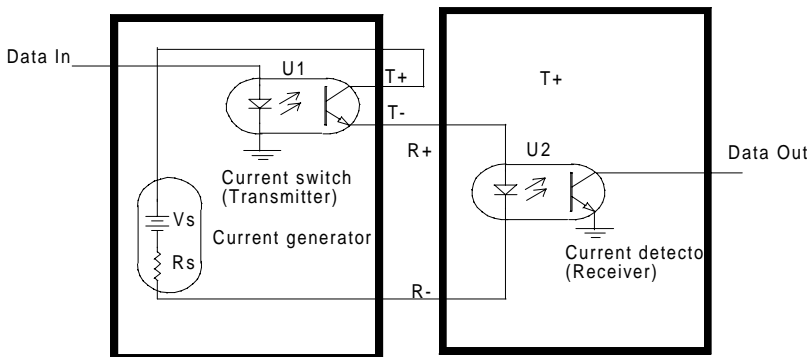 Data In
U1
T+
T+
T-
R+
U2
Data Out
Current switch
(Transmitter)
Vs
Current generator
Current detecto
(Receiver)
Rs
R-